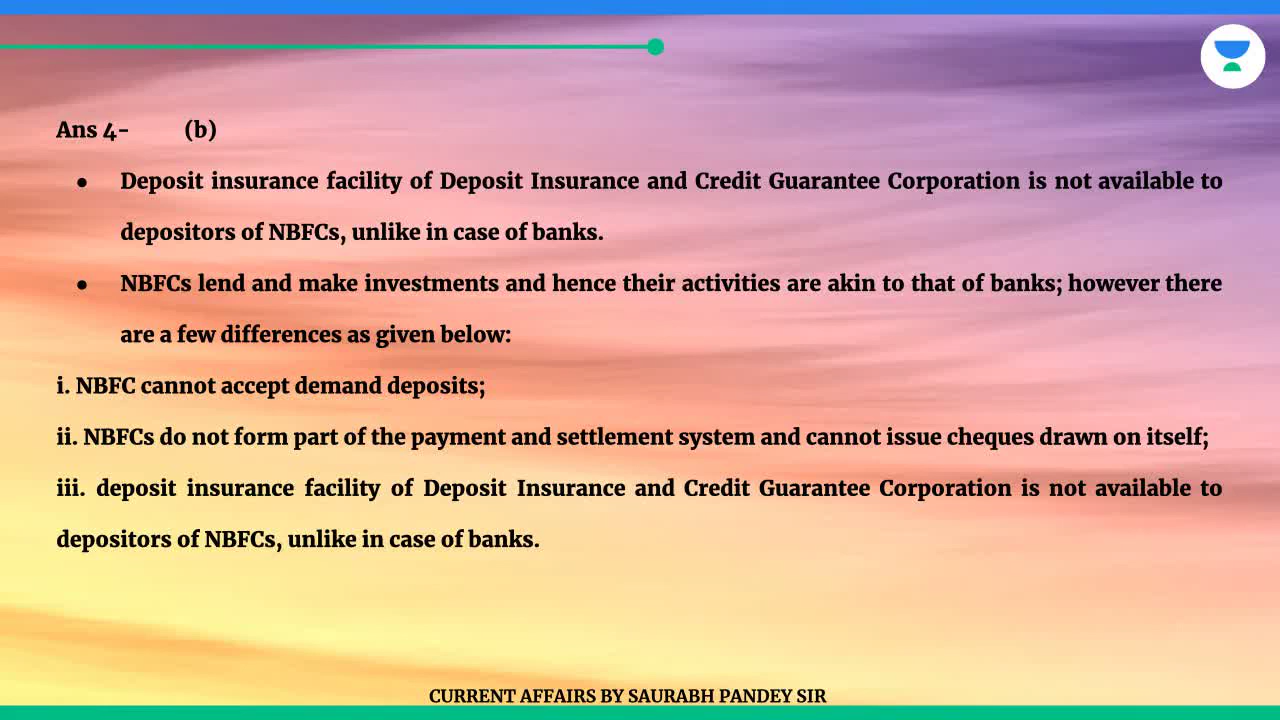 Ans 4- (b)
● Deposit insurance facility of Deposit Insurance and Credit Guarantee Corporation is not available to
depositors of NBFCs, unlike in case of banks.
● NBFCs lend and make investments and hence their activities are akin to that of banks; however there
are a few differences as given below:
i. NBFC cannot accept demand deposits;
ii. NBFCs do not form part of the payment and settlement system and cannot issue cheques drawn on itself;
iii. deposit insurance facility of Deposit Insurance and Credit Guarantee Corporation is not available to
depositors of NBFCs, unlike in case of banks.
CURRENT AFFAIRS BY SAURABH PANDEY SIR